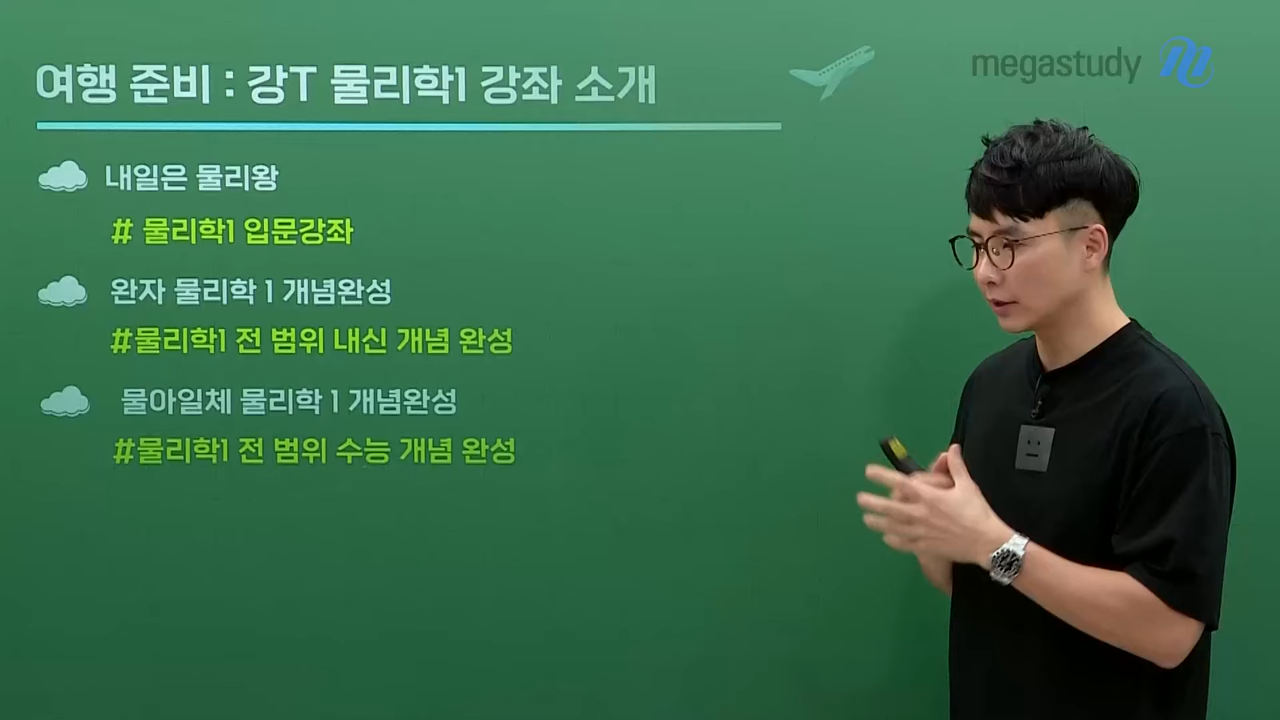 여행 준비 : 강T 물리학1 강좌 소개
megastudy
내일은 물리왕
# 물리학1 입문강좌
완자 물리학 1 개념완성
#물리학1 전 범위 내신 개념 완성
물아일체 물리학 1 개념완성
#물리학1 전 범위 수능 개념 완성